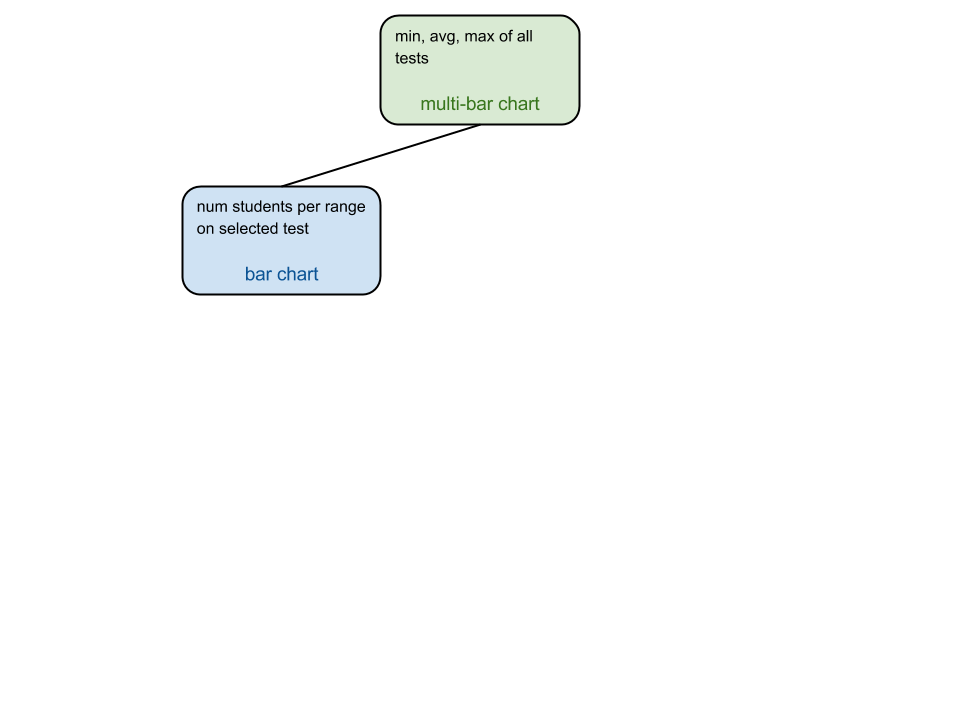 min, avg, max of all
tests
multi-bar chart
num students per range
on selected test
bar chart